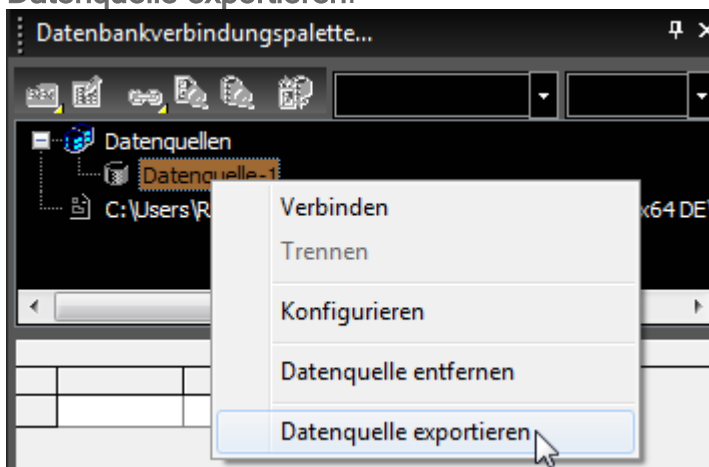 Datenquelle exportieren.
Datenbankverbindungspalette...
Datenquellen
Datenquelle-1
C:\Users\R
x64 DE\
Verbinden
Trennen
Konfigurieren
Datenquelle entfernen
Datenquelle exportieren